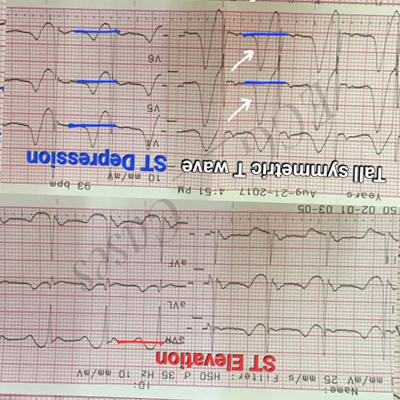 Name: ID:
mm/mV 25 mm/s Filter: H50 d 35 Hz 10 mm/mV
ST Elevation
aVR
aVL
aVF
Cases
50 02-01 03-05
Years Aug-21-2017 4:51 PM 93 bpm
10 mm/mV
Tall symmetric T wave ST Depression
V4
V5
V6